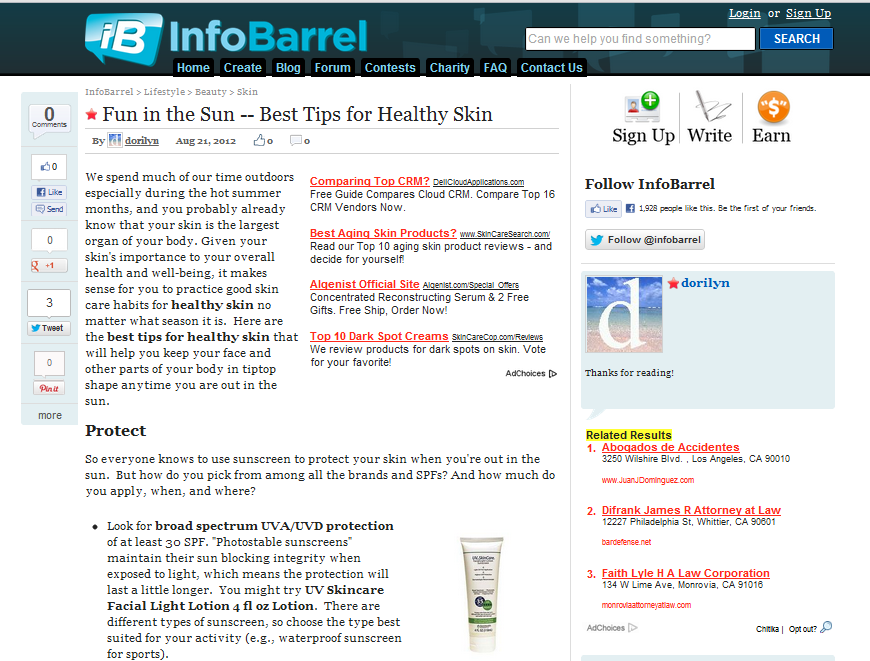 Login or Sign Up
iB InfoBarrel
Can we help you find something? SEARCH
Home Create Blog Forum Contests Charity FAQ Contact Us
InfoBarrel > Lifestyle > Beauty > Skin
Fun in the Sun -- Best Tips for Healthy Skin
By dorilyn Aug 21, 2012 0 0
0
Comments
0
Like
Send
0
+1
3
Tweet
0
Pin it
more
We spend much of our time outdoors
especially during the hot summer
months, and you probably already
know that your skin is the largest
organ of your body. Given your
skin's importance to your overall
health and well-being, it makes
sense for you to practice good skin
care habits for healthy skin no
matter what season it is. Here are
the best tips for healthy skin that
will help you keep your face and
other parts of your body in tiptop
shape anytime you are out in the
sun.
Comparing Top CRM? DellCloudApplications.com
Free Guide Compares Cloud CRM. Compare Top 16
CRM Vendors Now.
Best Aging Skin Products? www.SkinCareSearch.com/
Read our Top 10 aging skin product reviews - and
decide for yourself!
Algenist Official Site Algenist.com/Special_Offers
Concentrated Reconstructing Serum & 2 Free
Gifts. Free Ship, Order Now!
Top 10 Dark Spot Creams SkinCareCop.com/Reviews
We review products for dark spots on skin. Vote
for your favorite!
AdChoices
Protect
So everyone knows to use sunscreen to protect your skin when you're out in the
sun. But how do you pick from among all the brands and SPFs? And how much do
you apply, when, and where?
Look for broad spectrum UVA/UVD protection
of at least 30 SPF. "Photostable sunscreens"
maintain their sun blocking integrity when
exposed to light, which means the protection will
last a little longer. You might try UV Skincare
Facial Light Lotion 4 fl oz Lotion. There are
different types of sunscreen, so choose the type best
suited for your activity (e.g., waterproof sunscreen
for sports).
Sign Up Write Earn
Follow InfoBarrel
Like 1,928 people like this. Be the first of your friends.
Follow @infobarrel
d
dorilyn
Thanks for reading!
Related Results
1. Abogados de Accidentes
3250 Wilshire Blvd. , Los Angeles, CA 90010
www.JuanJDominguez.com
2. Difrank James R Attorney at Law
12227 Philadelphia St, Whittier, CA 90601
bardefense.net
3. Faith Lyle H A Law Corporation
134 W Lime Ave, Monrovia, CA 91016
monroviaattorneyatlaw.com
AdChoices Chitika | Opt out?